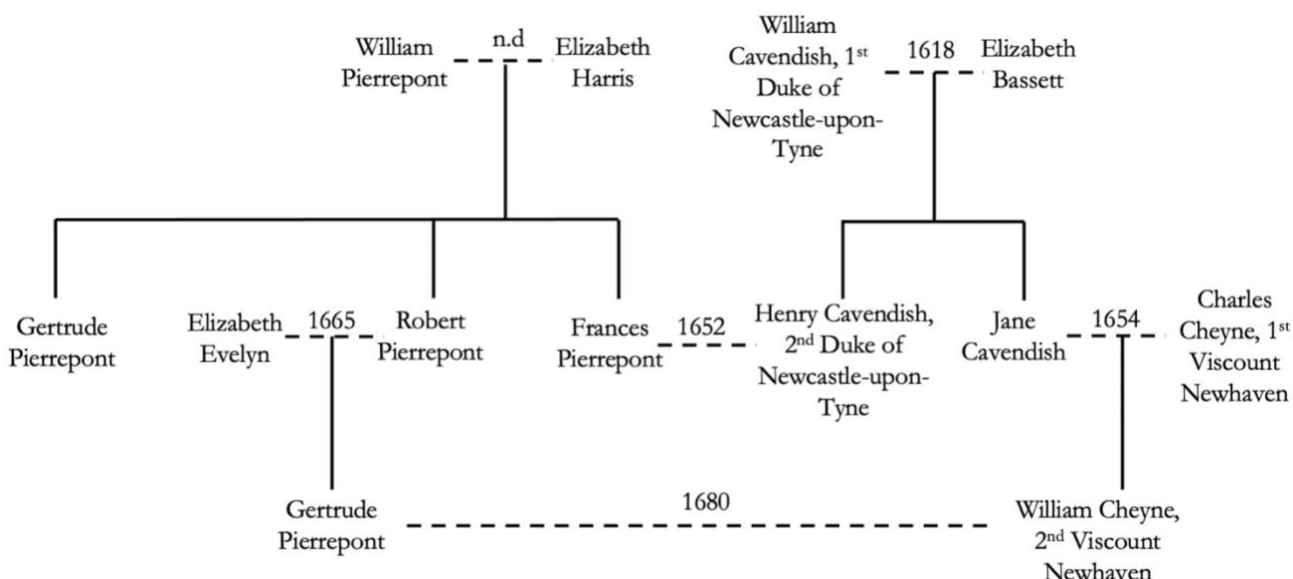 William
Pierrepont
n.d
Elizabeth
Harris
William
Cavendish, 1st
Duke of
Newcastle-upon-
Tyne
1618
Elizabeth
Bassett
Gertrude
Pierrepont
Elizabeth
Evelyn
1665
Robert
Pierrepont
Frances
Pierrepont
1652
Henry Cavendish,
2nd Duke of
Newcastle-upon-
Tyne
Jane
Cavendish
1654
Charles
Cheyne, 1st
Viscount
Newhaven
Gertrude
Pierrepont
1680
William Cheyne,
2nd Viscount
Newhaven